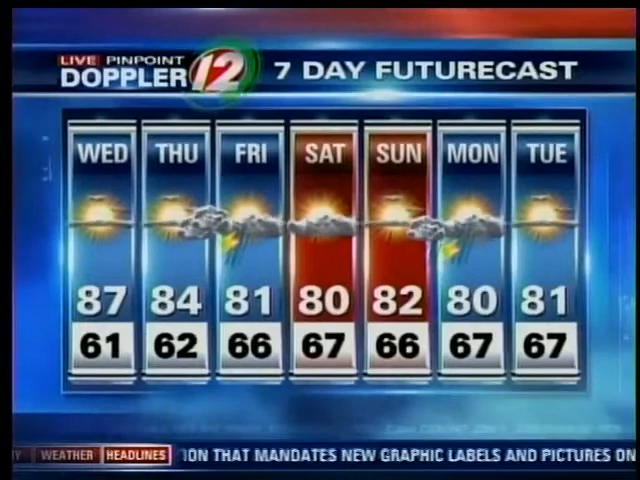 LIVE PINPOINT
DOPPLER 12
7 DAY FUTURECAST
WED THU FRI SAT SUN MON TUE
87 84 81 80 82 80 81
61 62 66 67 66 67 67
WEATHER HEADLINES ION THAT MANDATES NEW GRAPHIC LABELS AND PICTURES ON